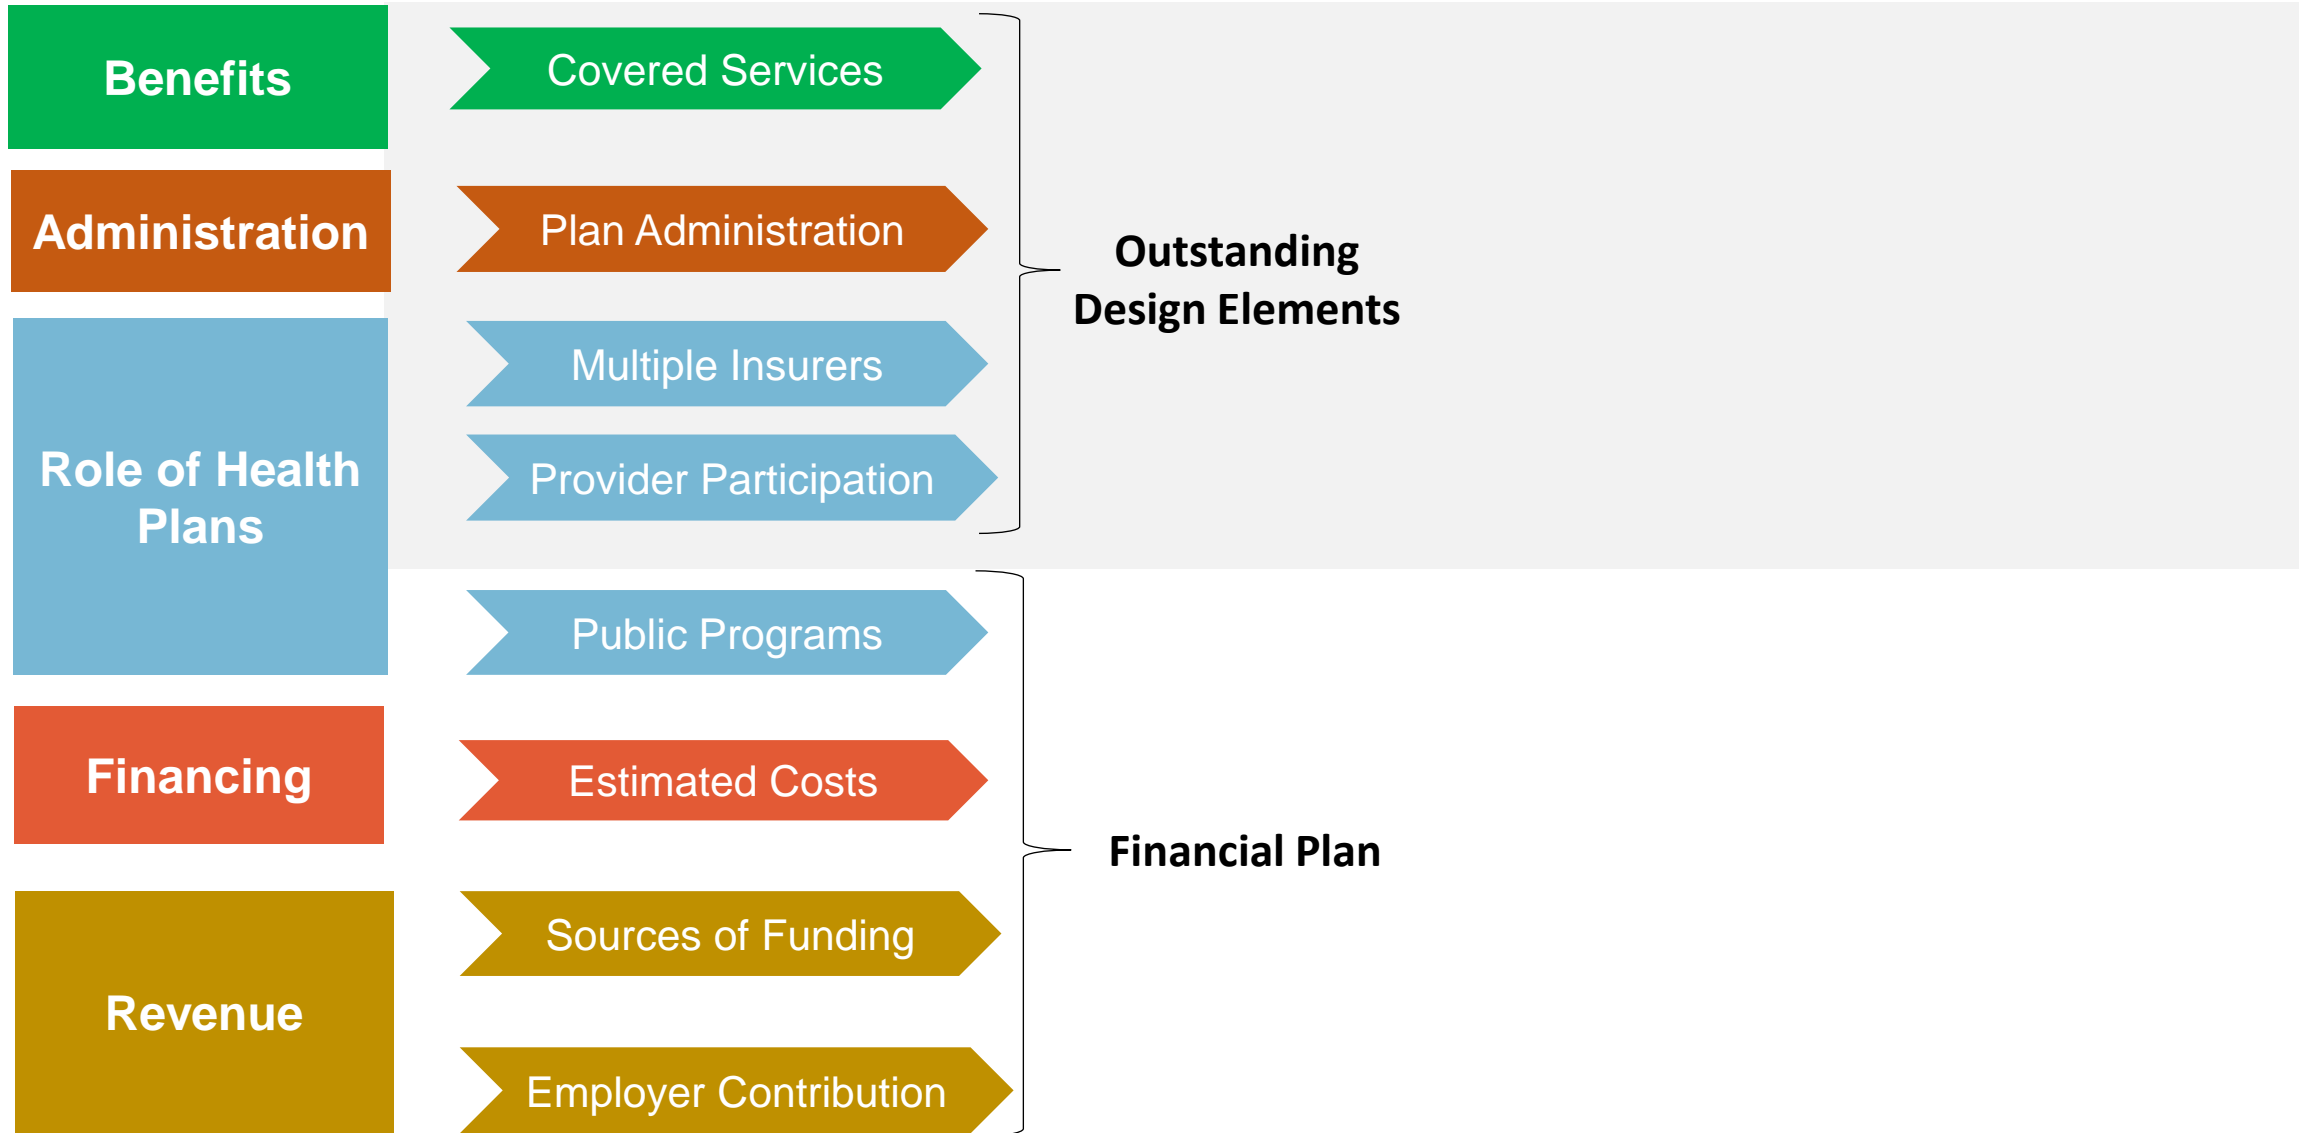 Benefits
Covered Services
Administration
Plan Administration
Outstanding
Design Elements
Role of Health
Plans
Multiple Insurers
Provider Participation
Public Programs
Financing
Estimated Costs
Financial Plan
Revenue
Sources of Funding
Employer Contribution